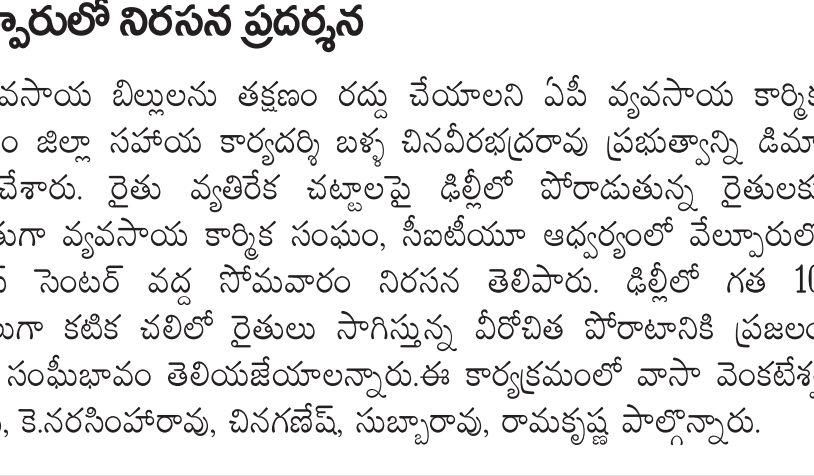 ల్పూరులో నిరసన ప్రదర్శన
వసాయ బిల్లులను తక్షణం రద్దు చేయాలని ఏపీ వ్యవసాయ కార్మిక
ం జిల్లా సహాయ కార్యదర్శి బళ్ళ చినవీరభద్రరావు ప్రభుత్వాన్ని డిమా
చేశారు. రైతు వ్యతిరేక చట్టాలపై ఢిల్లీలో పోరాడుతున్న రైతులకు
తుగా వ్యవసాయ కార్మిక సంఘం, సీఐటీయూ ఆధ్వర్యంలో వేల్పూరులో
సెంటర్ వద్ద సోమవారం నిరసన తెలిపారు. ఢిల్లీలో గత 10
లుగా కటిక చలిలో రైతులు సాగిస్తున్న వీరోచిత పోరాటానికి ప్రజలం
సంఘీభావం తెలియజేయాలన్నారు.ఈ కార్యక్రమంలో వాసా వెంకటేశ్వ
, కె.నరసింహారావు, చినగణేష్, సుబ్బారావు, రామకృష్ణ పాల్గొన్నారు.